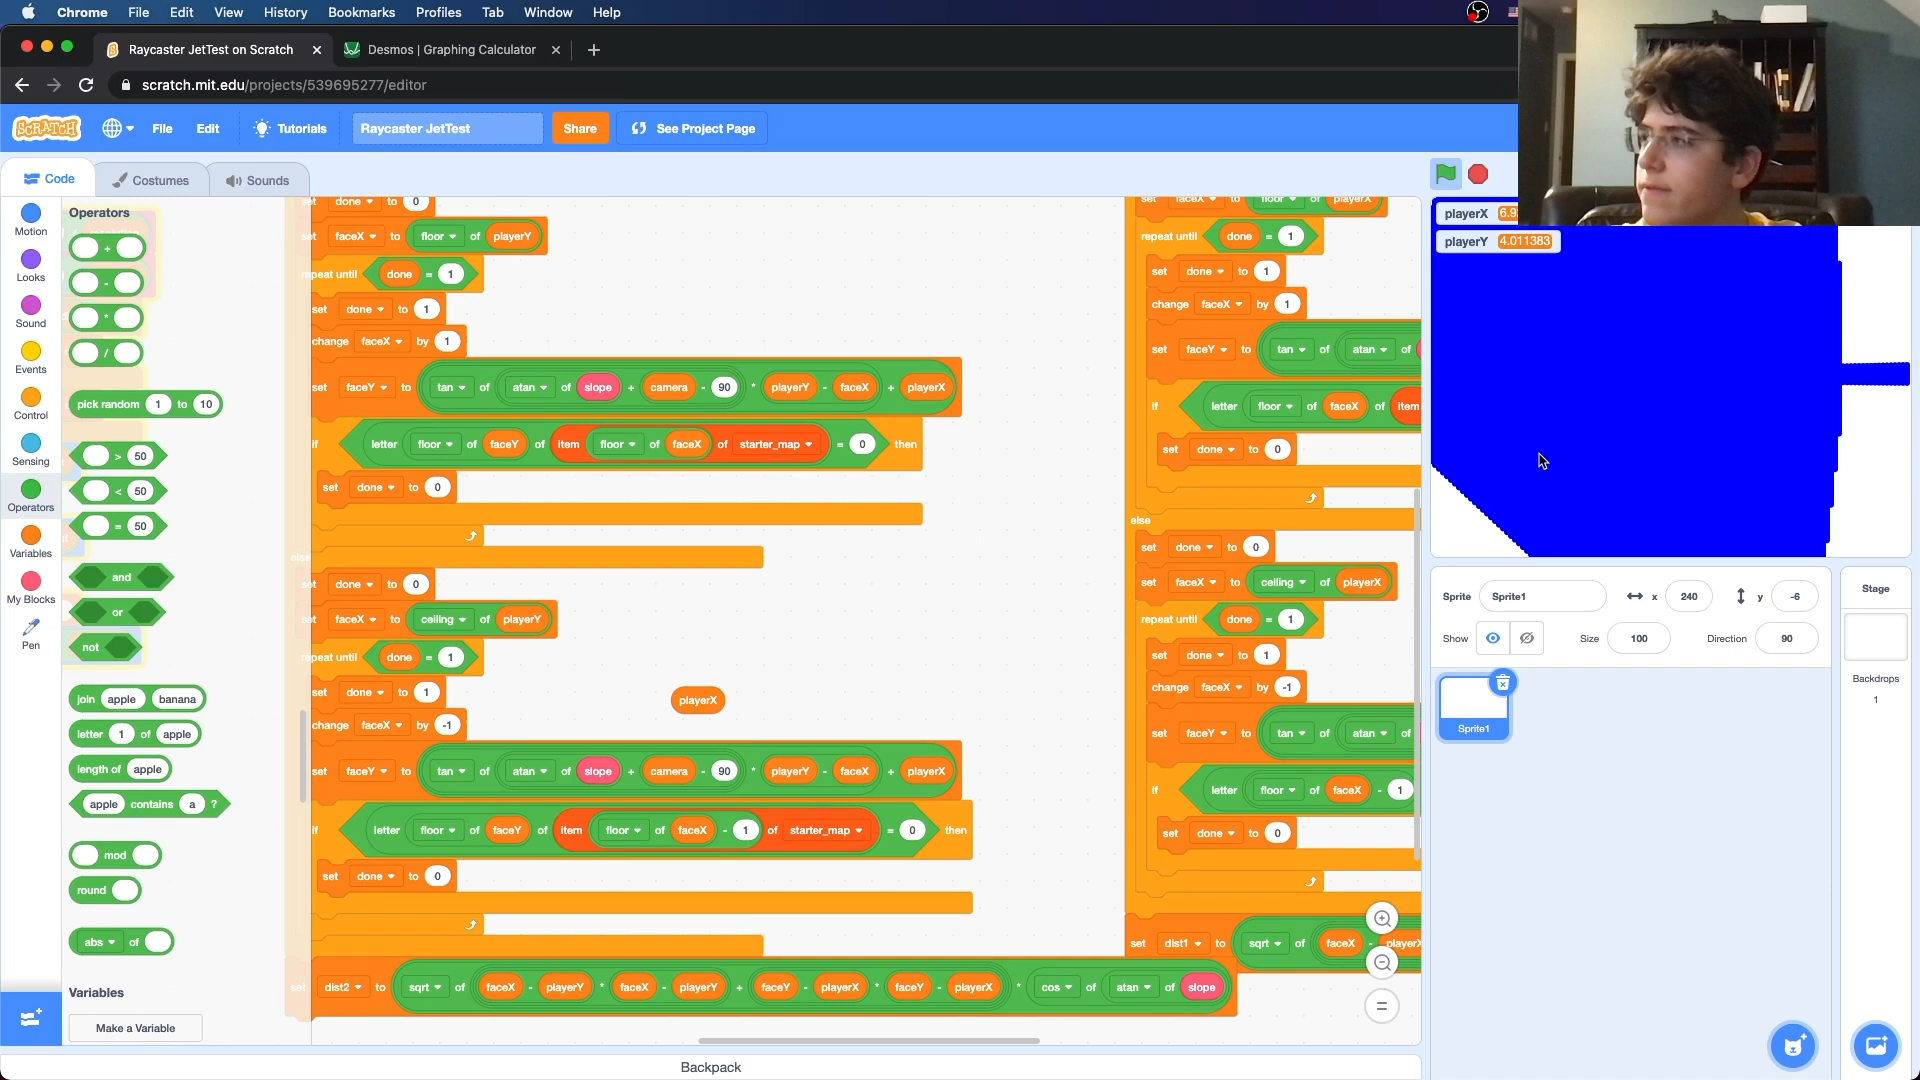 Chrome File Edit View History Bookmarks Profiles Tab Window Help
Raycaster JetTest on Scratch
Desmos | Graphing Calculator
scratch.mit.edu/projects/539695277/editor
SCRATCH File Edit Tutorials Raycaster JetTest Share See Project Page
Code Costumes Sounds
Motion
Looks
Sound
Events
Control
Sensing
Operators
Variables
My Blocks
Pen
Operators
+
-
*
/
pick random 1 to 10
> 50
< 50
= 50
and
or
not
join apple banana
letter 1 of apple
length of apple
apple contains a ?
mod
round
abs of
Variables
Make a Variable
set done to 0
set faceX to floor of playerY
repeat until done = 1
set done to 1
change faceX by 1
set faceY to tan of atan of slope + camera - 90 * playerY - faceX + playerX
if letter floor of faceY of item floor of faceX of starter_map = 0 then
set done to 0
else
set done to 0
set faceX to ceiling of playerY
repeat until done = 1
set done to 1
change faceX by -1
playerX
set faceY to tan of atan of slope + camera - 90 * playerY - faceX + playerX
if letter floor of faceY of item floor of faceX - 1 of starter_map = 0 then
set done to 0
set dist2 to sqrt of faceX - playerY * faceX - playerY + faceY - playerX * faceY - playerX * cos of atan of slope
set faceX to floor of playerX
repeat until done = 1
set done to 1
change faceX by 1
set faceY to tan of atan of
if letter floor of faceX of item
set done to 0
else
set done to 0
set faceX to ceiling of playerX
repeat until done = 1
set done to 1
change faceX by -1
set faceY to tan of atan of
if letter floor of faceX - 1
set done to 0
set dist1 to sqrt of faceX - playerX
Backpack
playerX
playerY 4.011383
Sprite Sprite1 x 240 y -6
Show Size 100 Direction 90
Sprite1
Stage
Backdrops
1